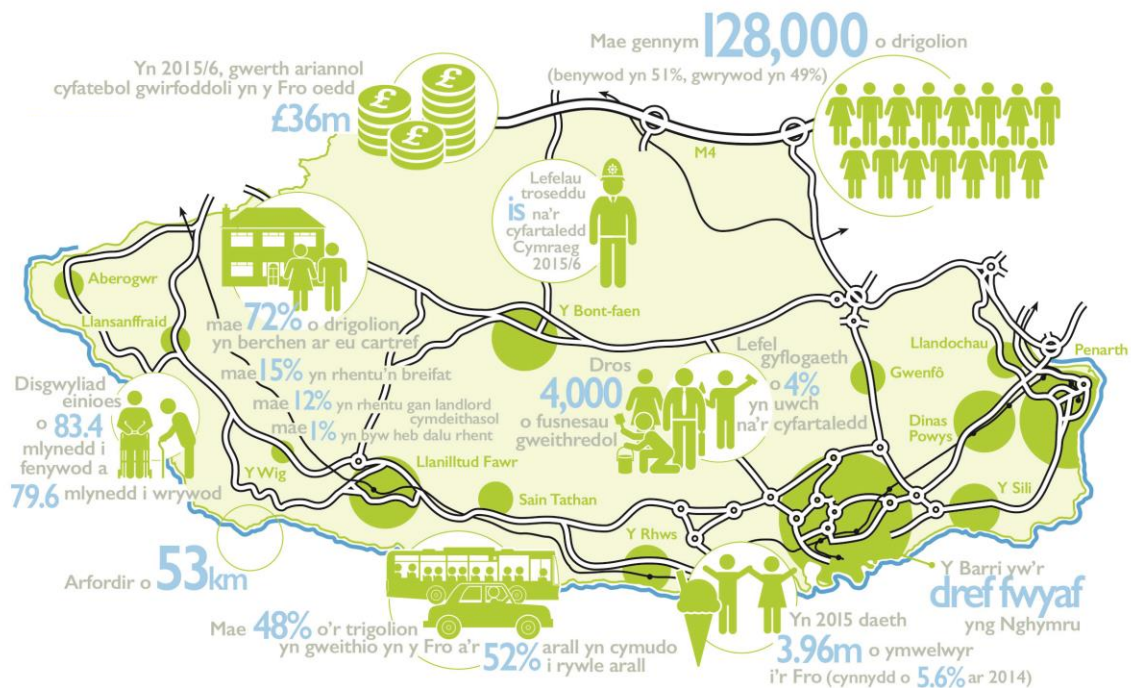 Yn 2015/6, gwerth ariannol
cyfatebol gwirfoddoli yn y Fro oedd
£36m
Mae gennym 128,000 o drigolion
(benywod yn 51%, gwrywod yn 49%)
M4
Lefelau
troseddu
is na'r
cyfartaledd
Cymraeg
2015/6
Aberogwr
Llansanffraid
mae 72% o drigolion
yn berchen ar eu cartref
mae 15% yn rhentu'n breifat
mae 12% yn rhentu gan landlord
cymdeithasol
mae 1% yn byw heb dalu rhent
Y Bont-faen
Dros
4,000
o fusnesau
gweithredol
Lefel
gyflogaeth
o 4%
yn uwch
na'r cyfartaledd
Llandochau
Penarth
Gwenfô
Dinas
Powys
Disgwyliad
einioes
o 83.4
mlynedd i
fenywod a
79.6 mlynedd i wrywod
Y Wig
Llanilltud Fawr
Sain Tathan
Y Rhws
Y Sili
Arfordir o 53km
Mae 48% o'r trigolion
yn gweithio yn y Fro a'r 52% arall yn cymudo
i rywle arall
Yn 2015 daeth
3.96m o ymwelwyr
i'r Fro (cynnydd o 5.6% ar 2014)
Y Barri yw'r
dref fwyaf
yng Nghymru